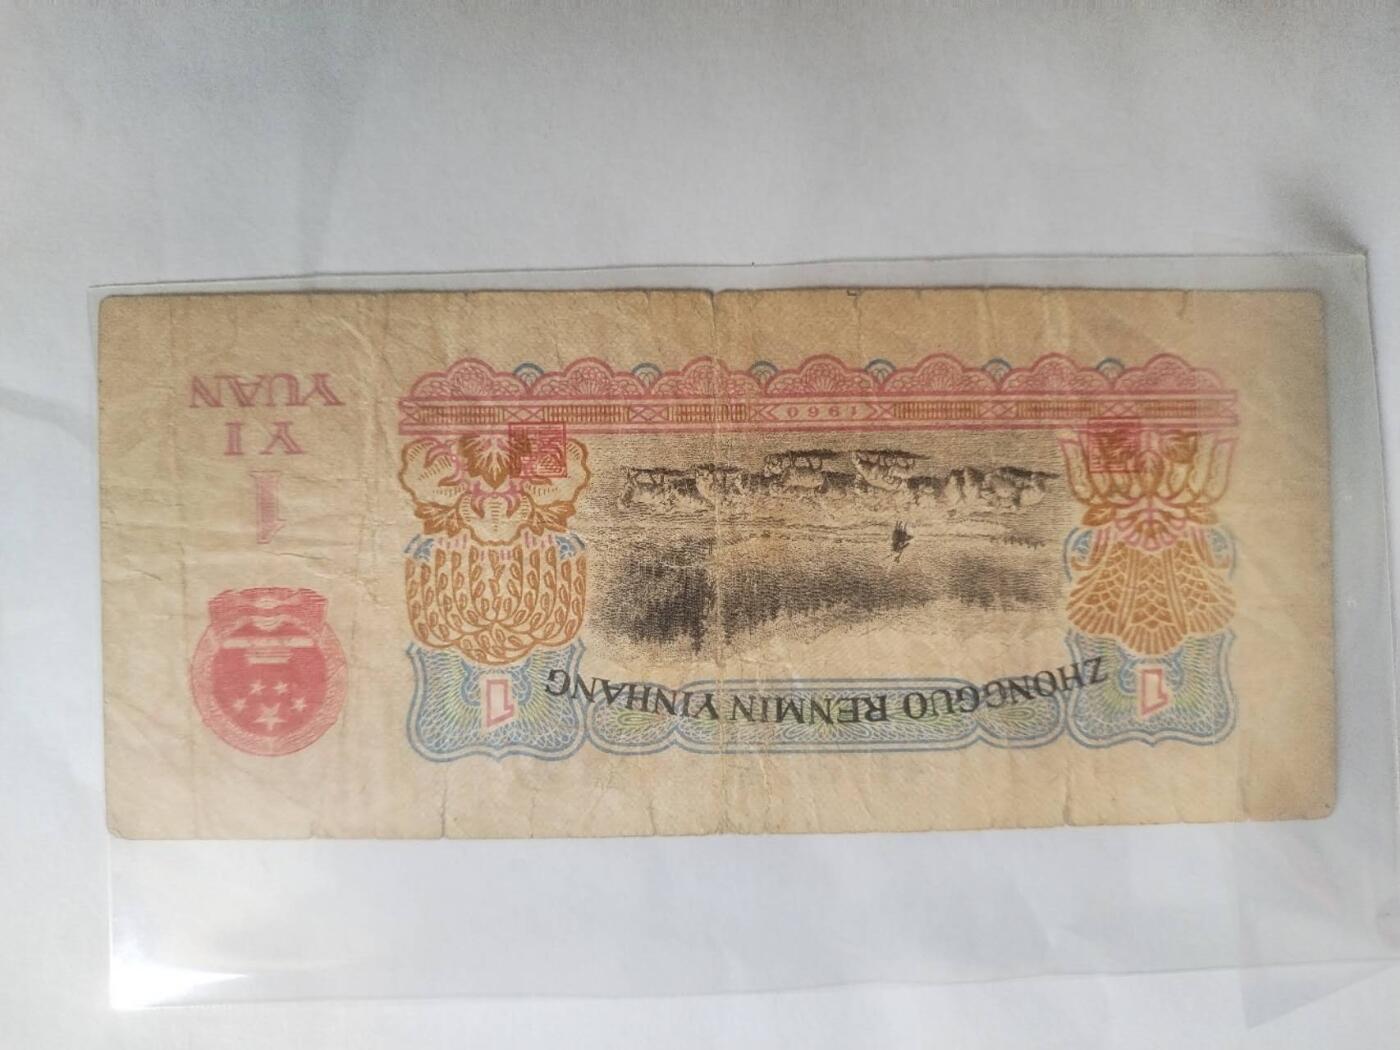 ZHONGGUO RENMIN YINHANG
1
1
1
YI
YUAN
1960